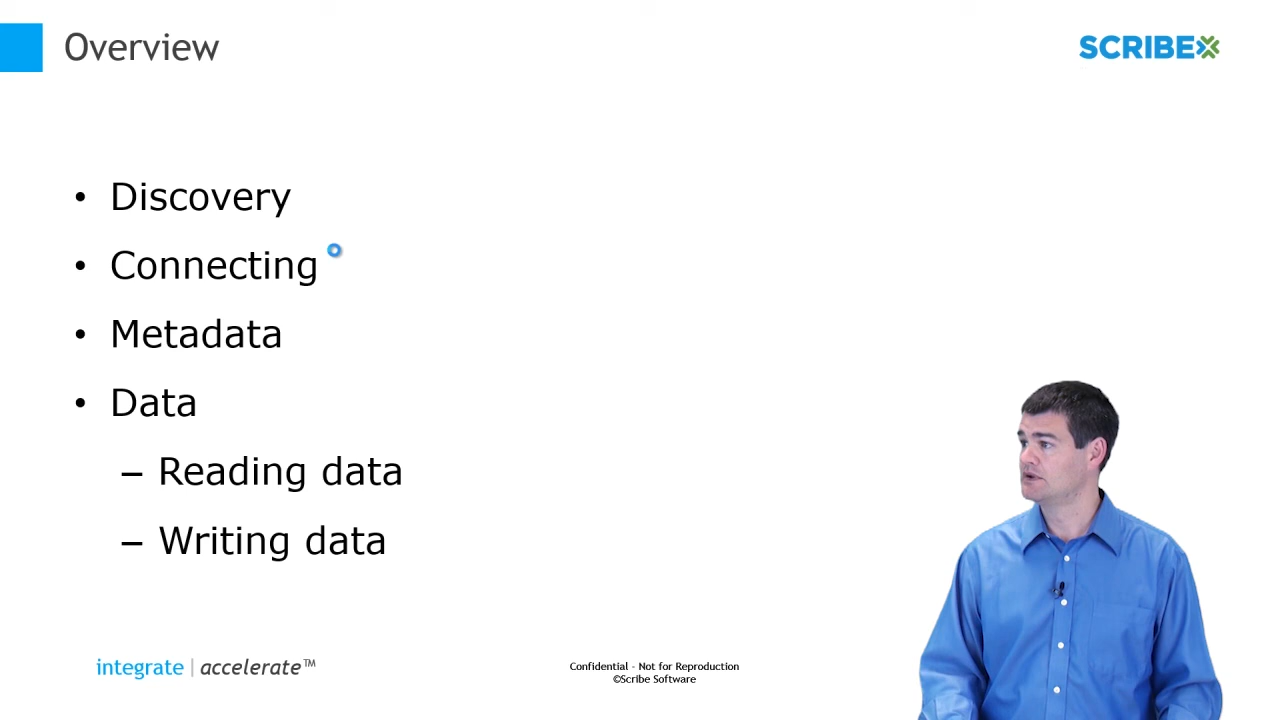 Overview
SCRIBE
• Discovery
• Connecting
• Metadata
• Data
– Reading data
– Writing data
integrate | accelerate™
Confidential - Not for Reproduction
©Scribe Software